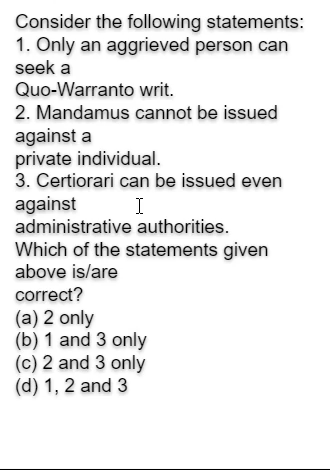 Consider the following statements:
1. Only an aggrieved person can
seek a
Quo-Warranto writ.
2. Mandamus cannot be issued
against a
private individual.
3. Certiorari can be issued even
against
administrative authorities.
Which of the statements given
above is/are
correct?
(a) 2 only
(b) 1 and 3 only
(c) 2 and 3 only
(d) 1, 2 and 3